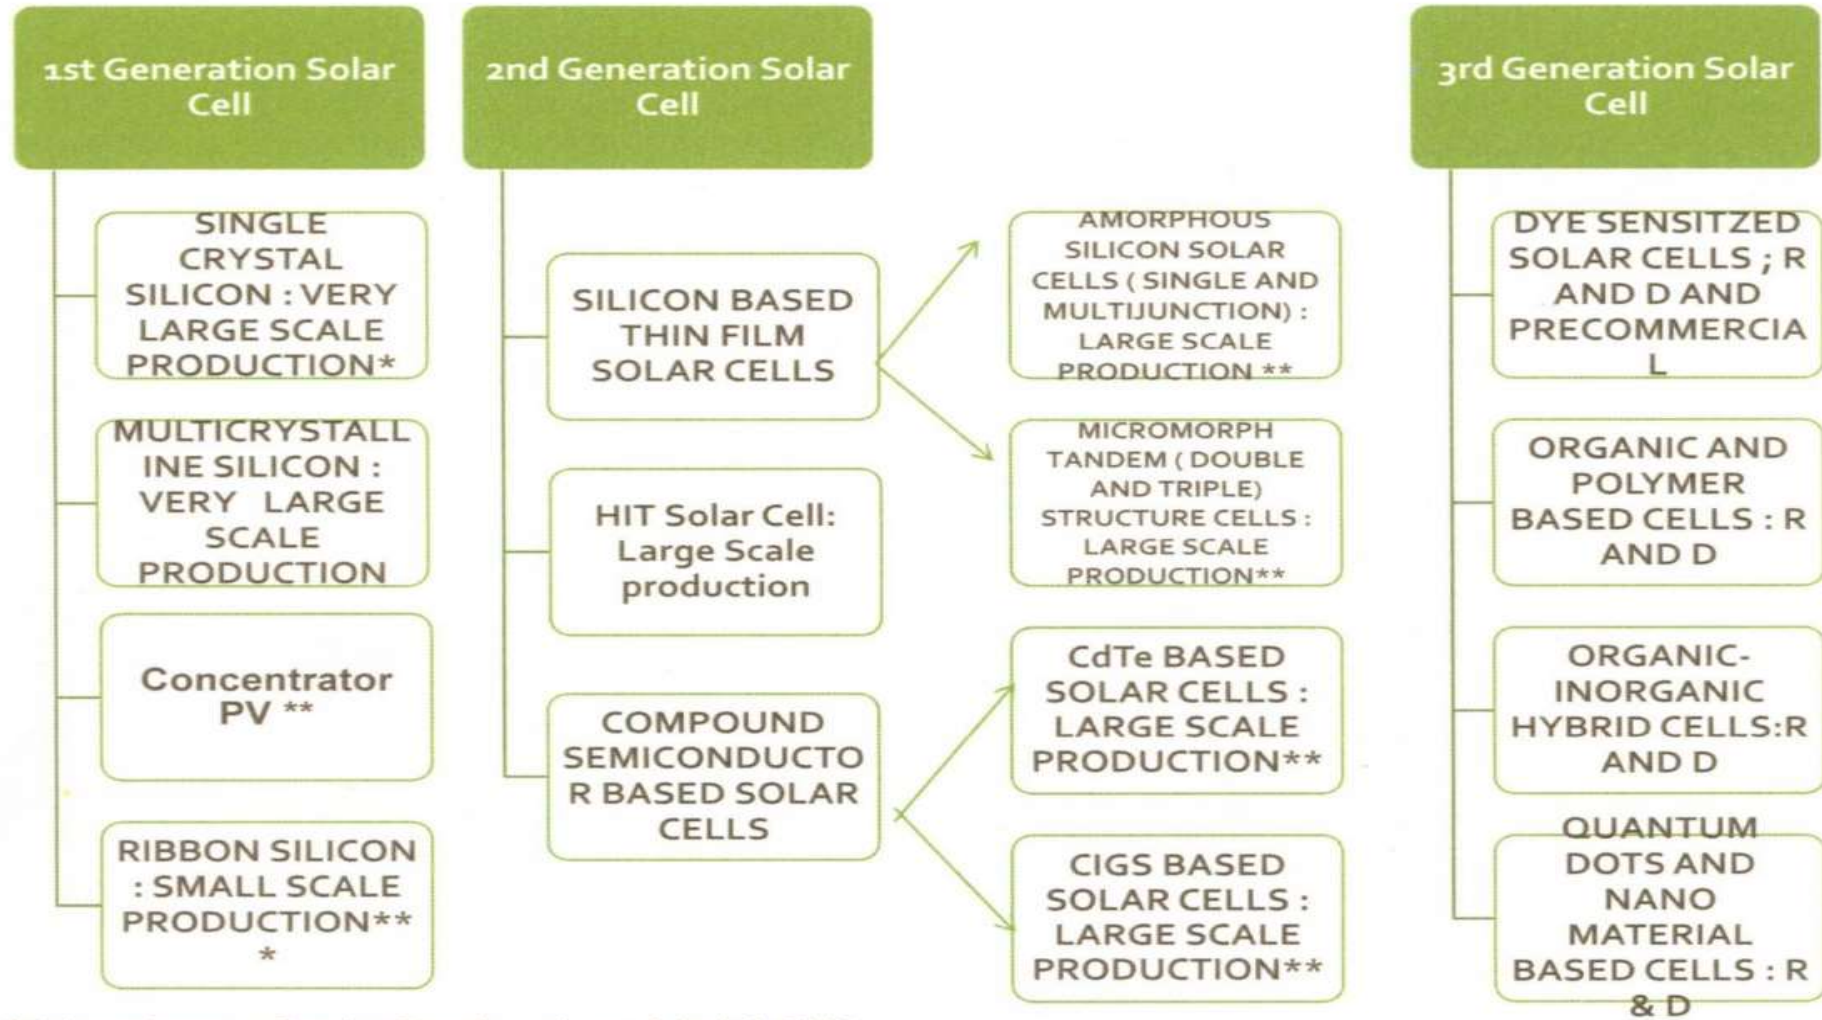 1st Generation Solar
Cell
SINGLE
CRYSTAL
SILICON : VERY
LARGE SCALE
PRODUCTION*
MULTICRYSTALL
INE SILICON :
VERY LARGE
SCALE
PRODUCTION
Concentrator
PV **
RIBBON SILICON
: SMALL SCALE
PRODUCTION**
*
2nd Generation Solar
Cell
SILICON BASED
THIN FILM
SOLAR CELLS
AMORPHOUS
SILICON SOLAR
CELLS ( SINGLE AND
MULTIJUNCTION) :
LARGE SCALE
PRODUCTION **
MICROMORPH
TANDEM ( DOUBLE
AND TRIPLE)
STRUCTURE CELLS :
LARGE SCALE
PRODUCTION**
HIT Solar Cell:
Large Scale
production
COMPOUND
SEMICONDUCTO
R BASED SOLAR
CELLS
CdTe BASED
SOLAR CELLS :
LARGE SCALE
PRODUCTION**
CIGS BASED
SOLAR CELLS :
LARGE SCALE
PRODUCTION**
3rd Generation Solar
Cell
DYE SENSITZED
SOLAR CELLS ; R
AND D AND
PRECOMMERCIA
L
ORGANIC AND
POLYMER
BASED CELLS : R
AND D
ORGANIC-
INORGANIC
HYBRID CELLS:R
AND D
QUANTUM
DOTS AND
NANO
MATERIAL
BASED CELLS : R
& D